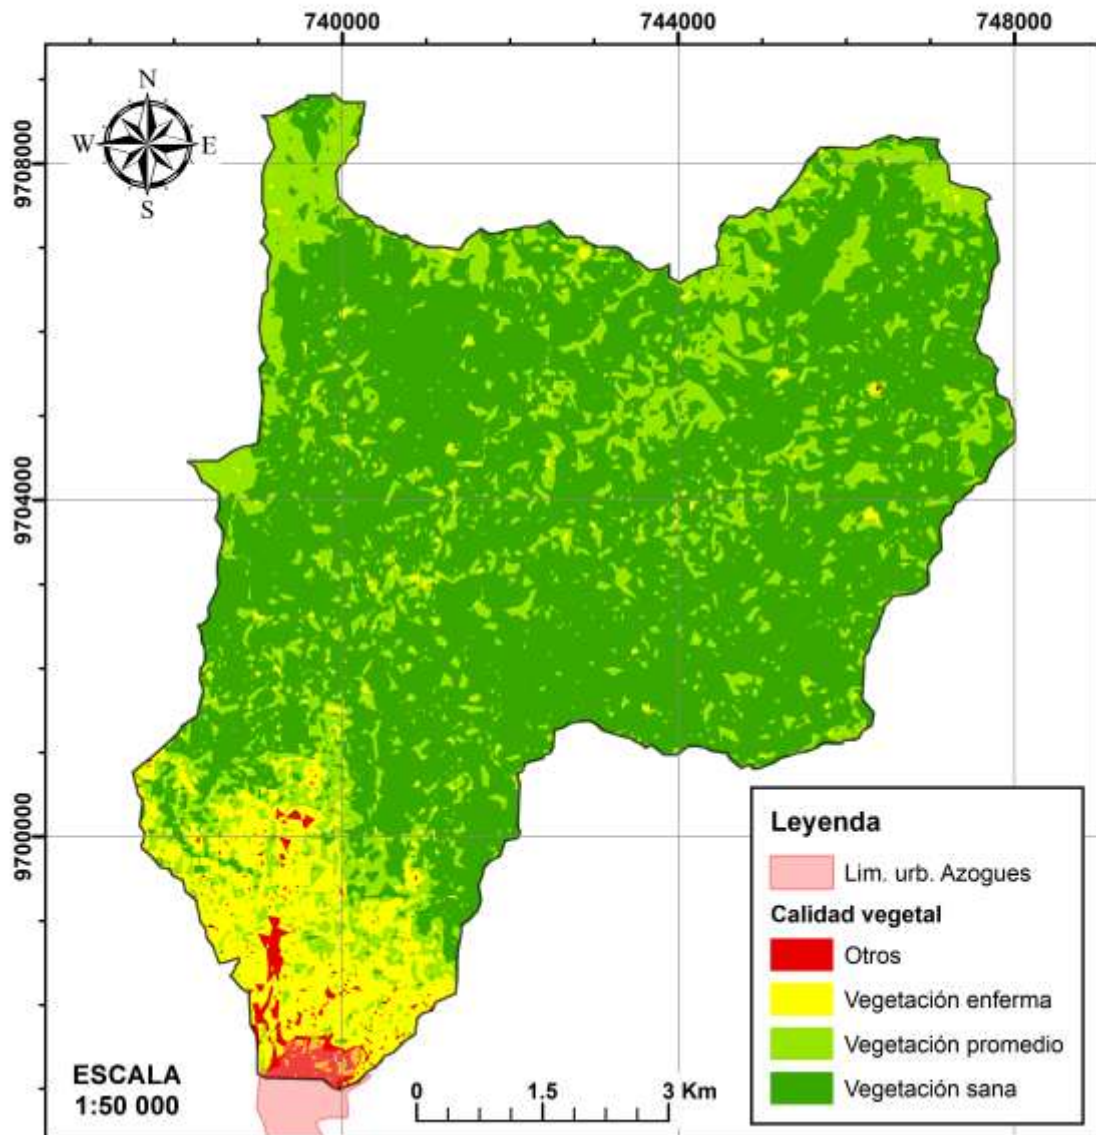 740000 744000 748000
N
W E
S
9708000
9704000
9700000
Leyenda
Lim. urb. Azogues
Calidad vegetal
Otros
Vegetación enferma
Vegetación promedio
Vegetación sana
ESCALA
1:50 000
0 1.5 3 Km